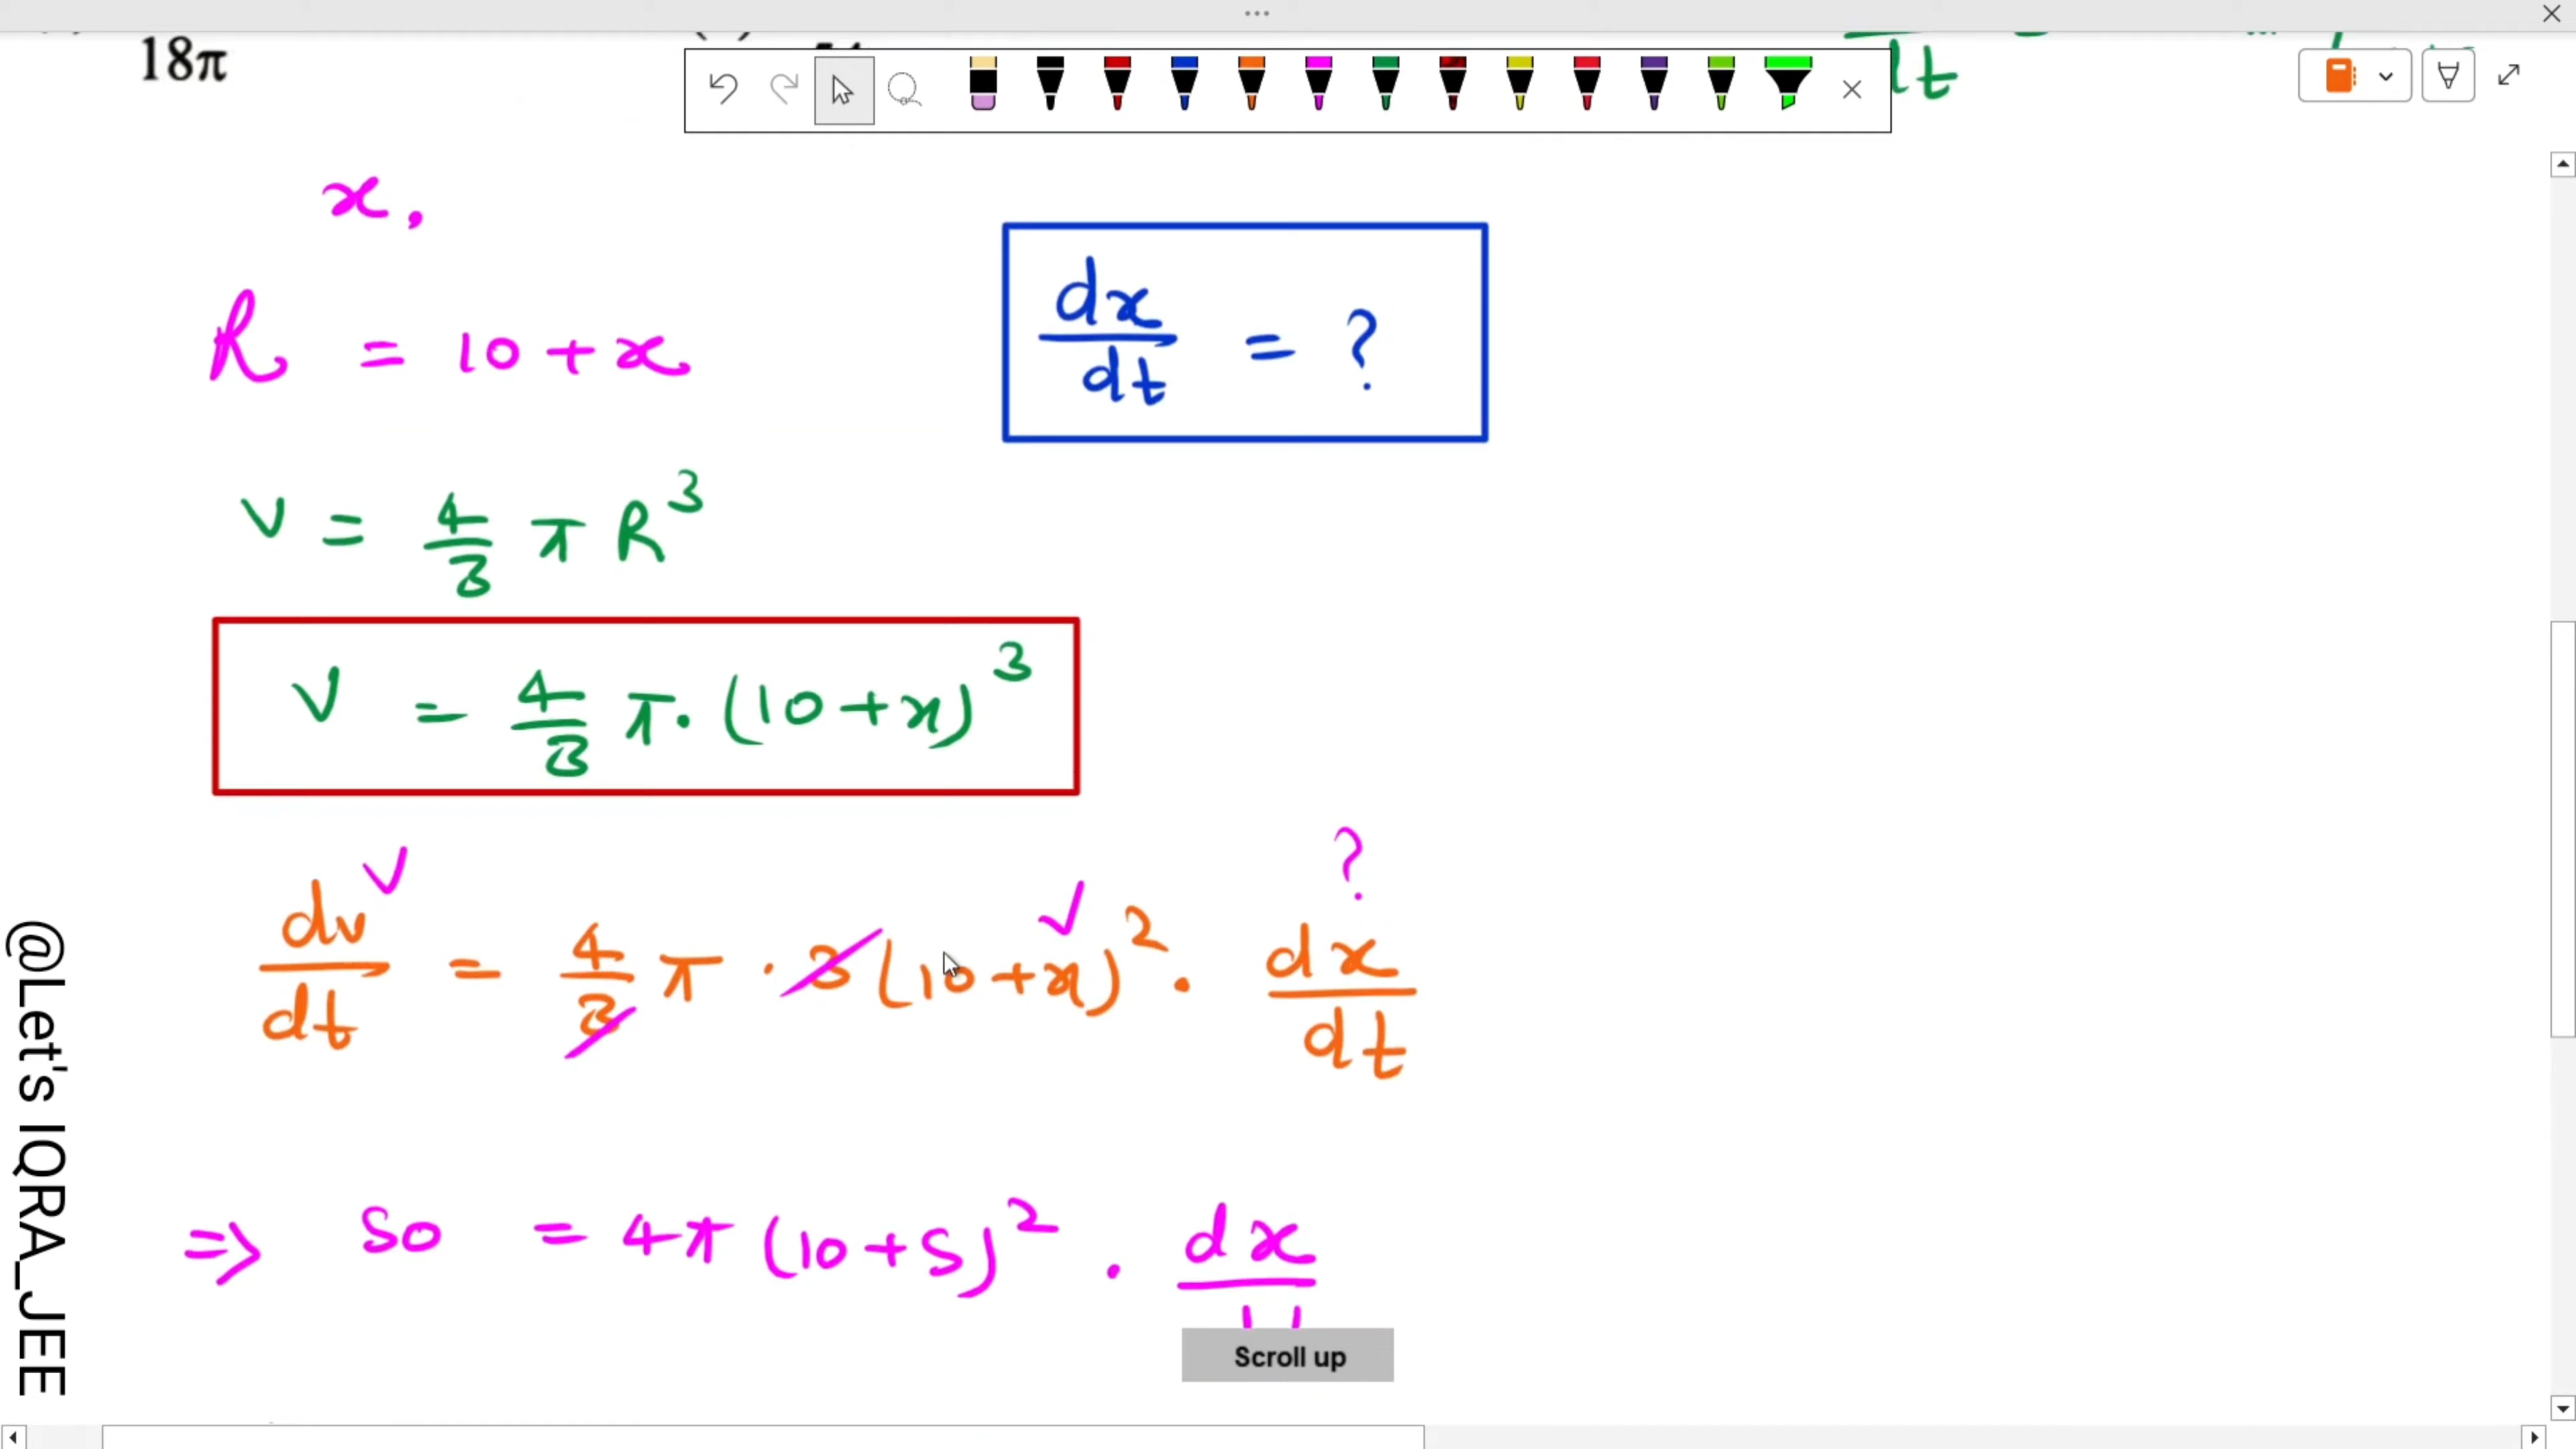 18π
dt
x,
R = 10 + x
dx/dt = ?
V = 4/3 π R³
V = 4/3 π · (10 + x)³
✓ ✓ ?
dv/dt = 4/3 π · 3 (10 + x)² · dx/dt
⇒ 50 = 4π (10 + 5)² · dx
Scroll up
@Let's IQRA_JEE